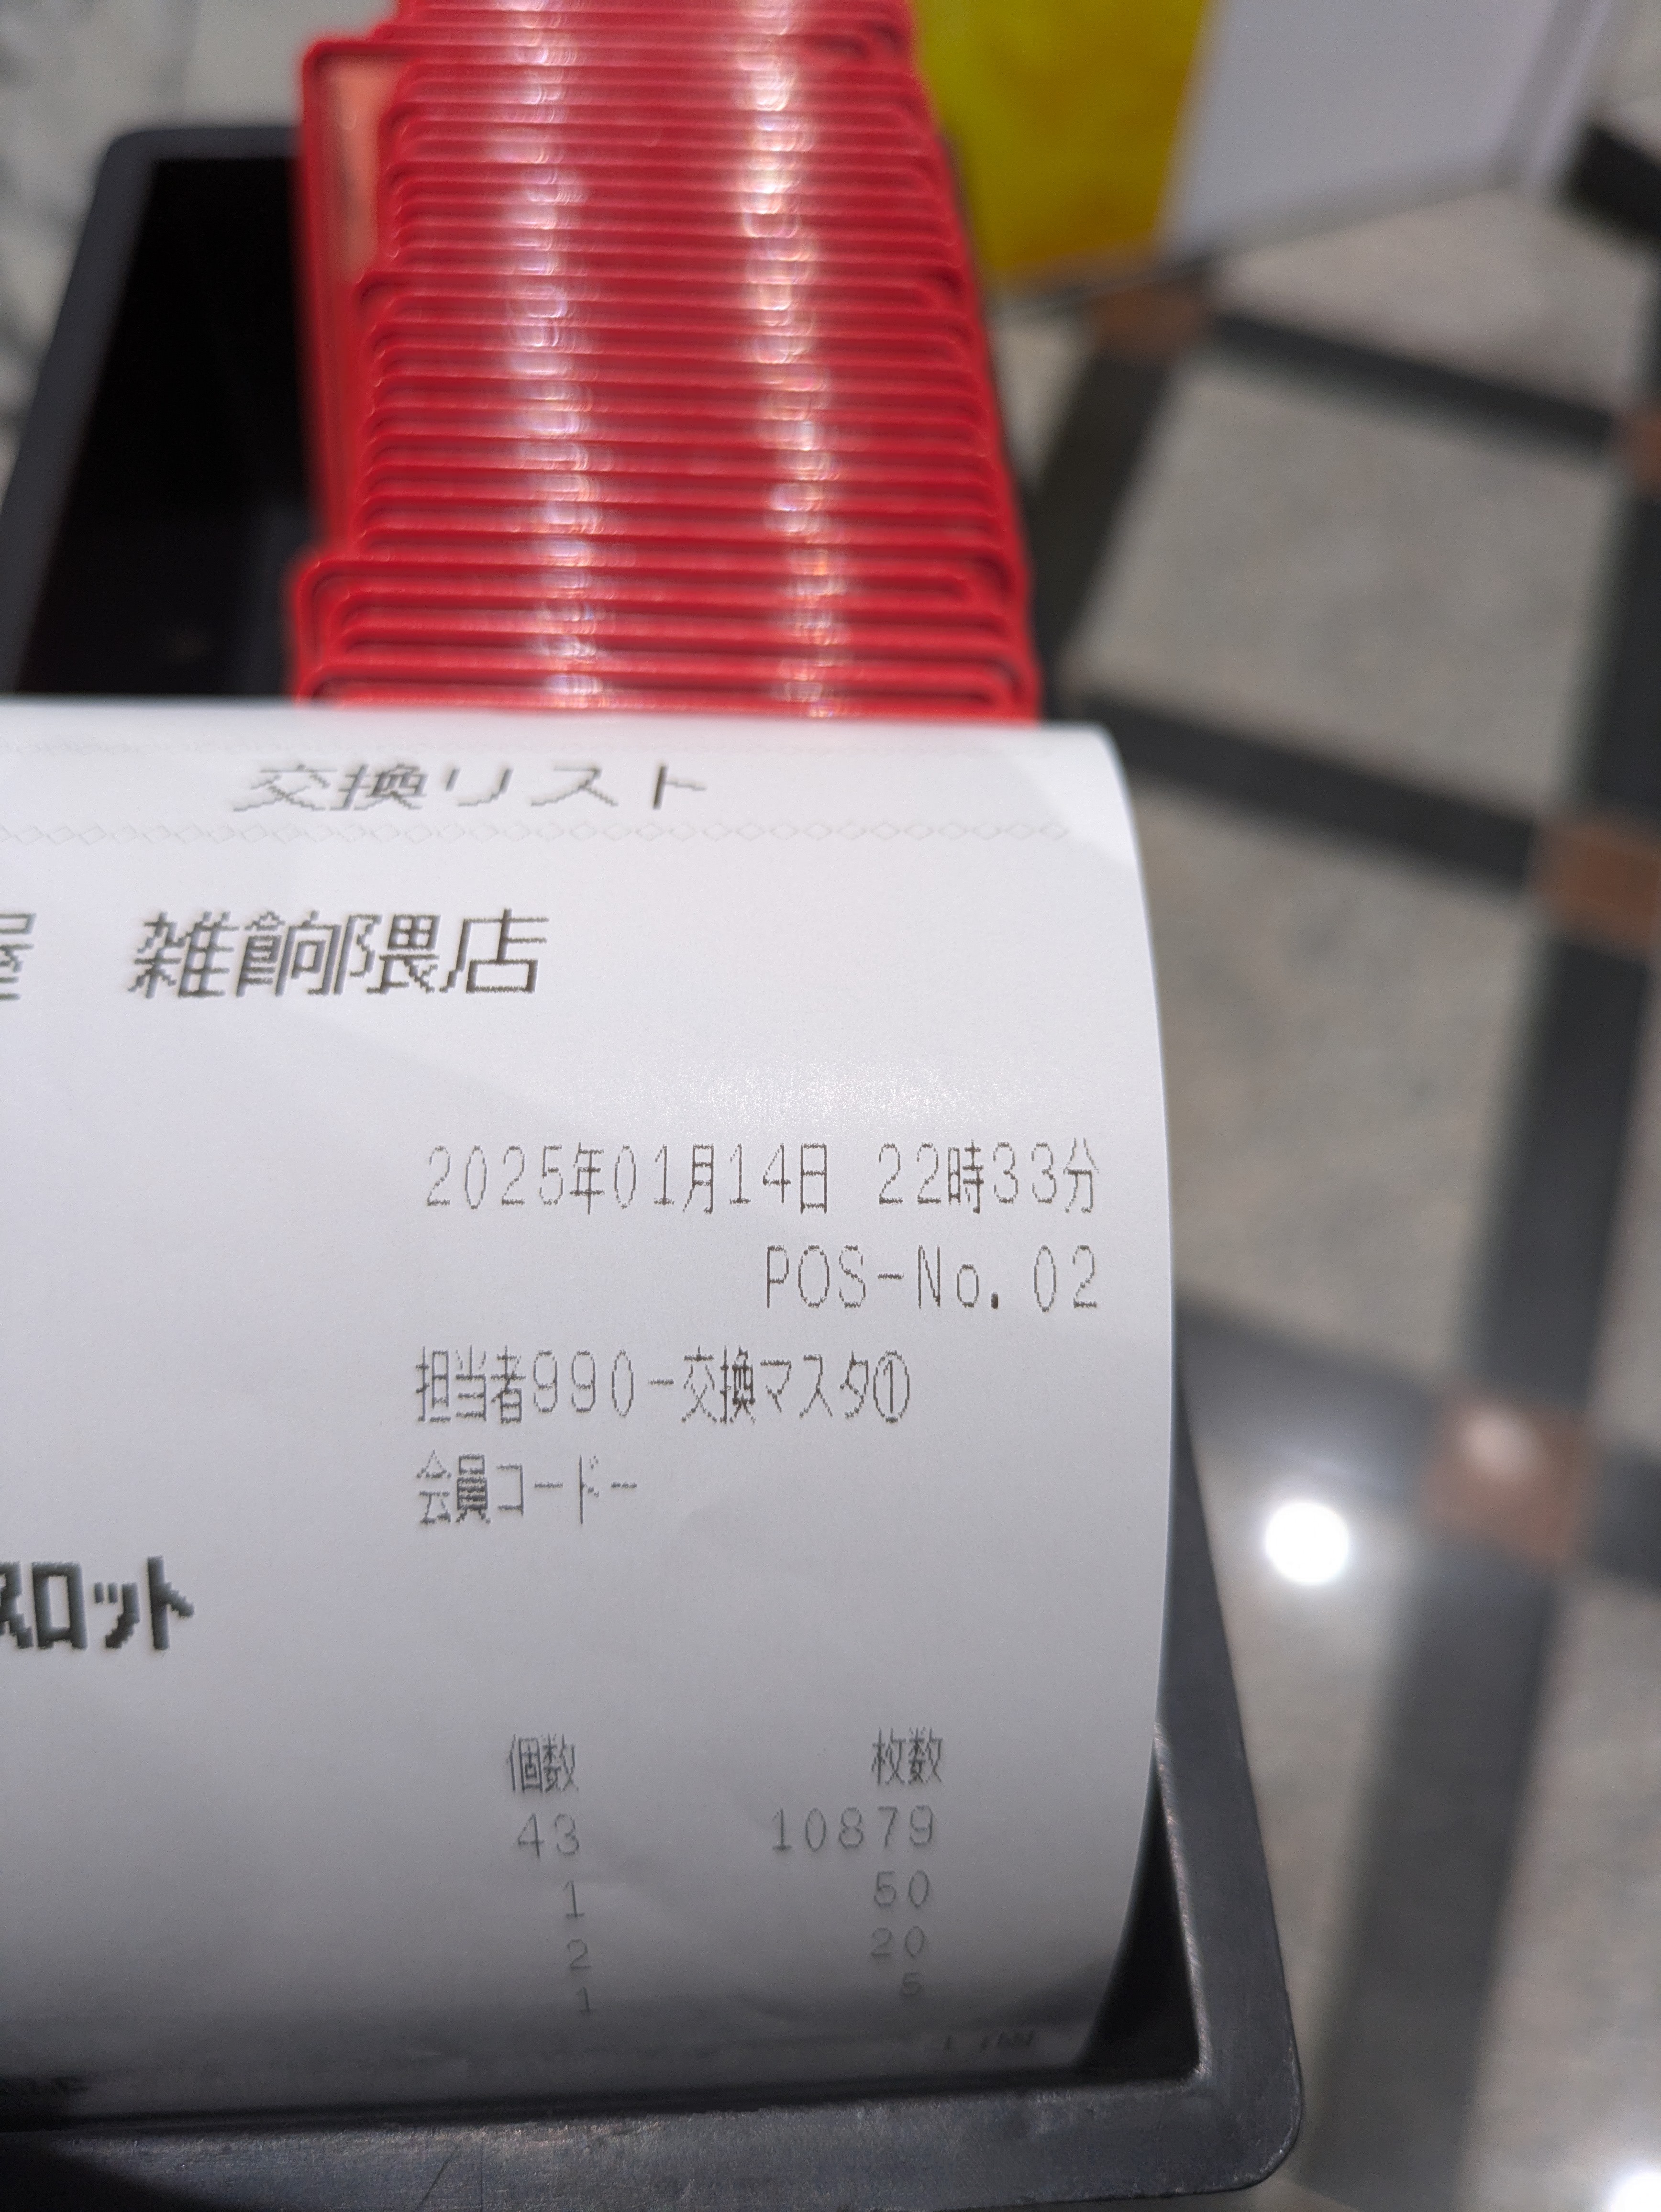 交換リスト
屋 雑餉隈店
2025年01月14日 22時33分
POS-No.02
担当者990-交換マスタ①
会員コード-
スロット
個数 枚数
43 10879
1 50
2 20
1 5